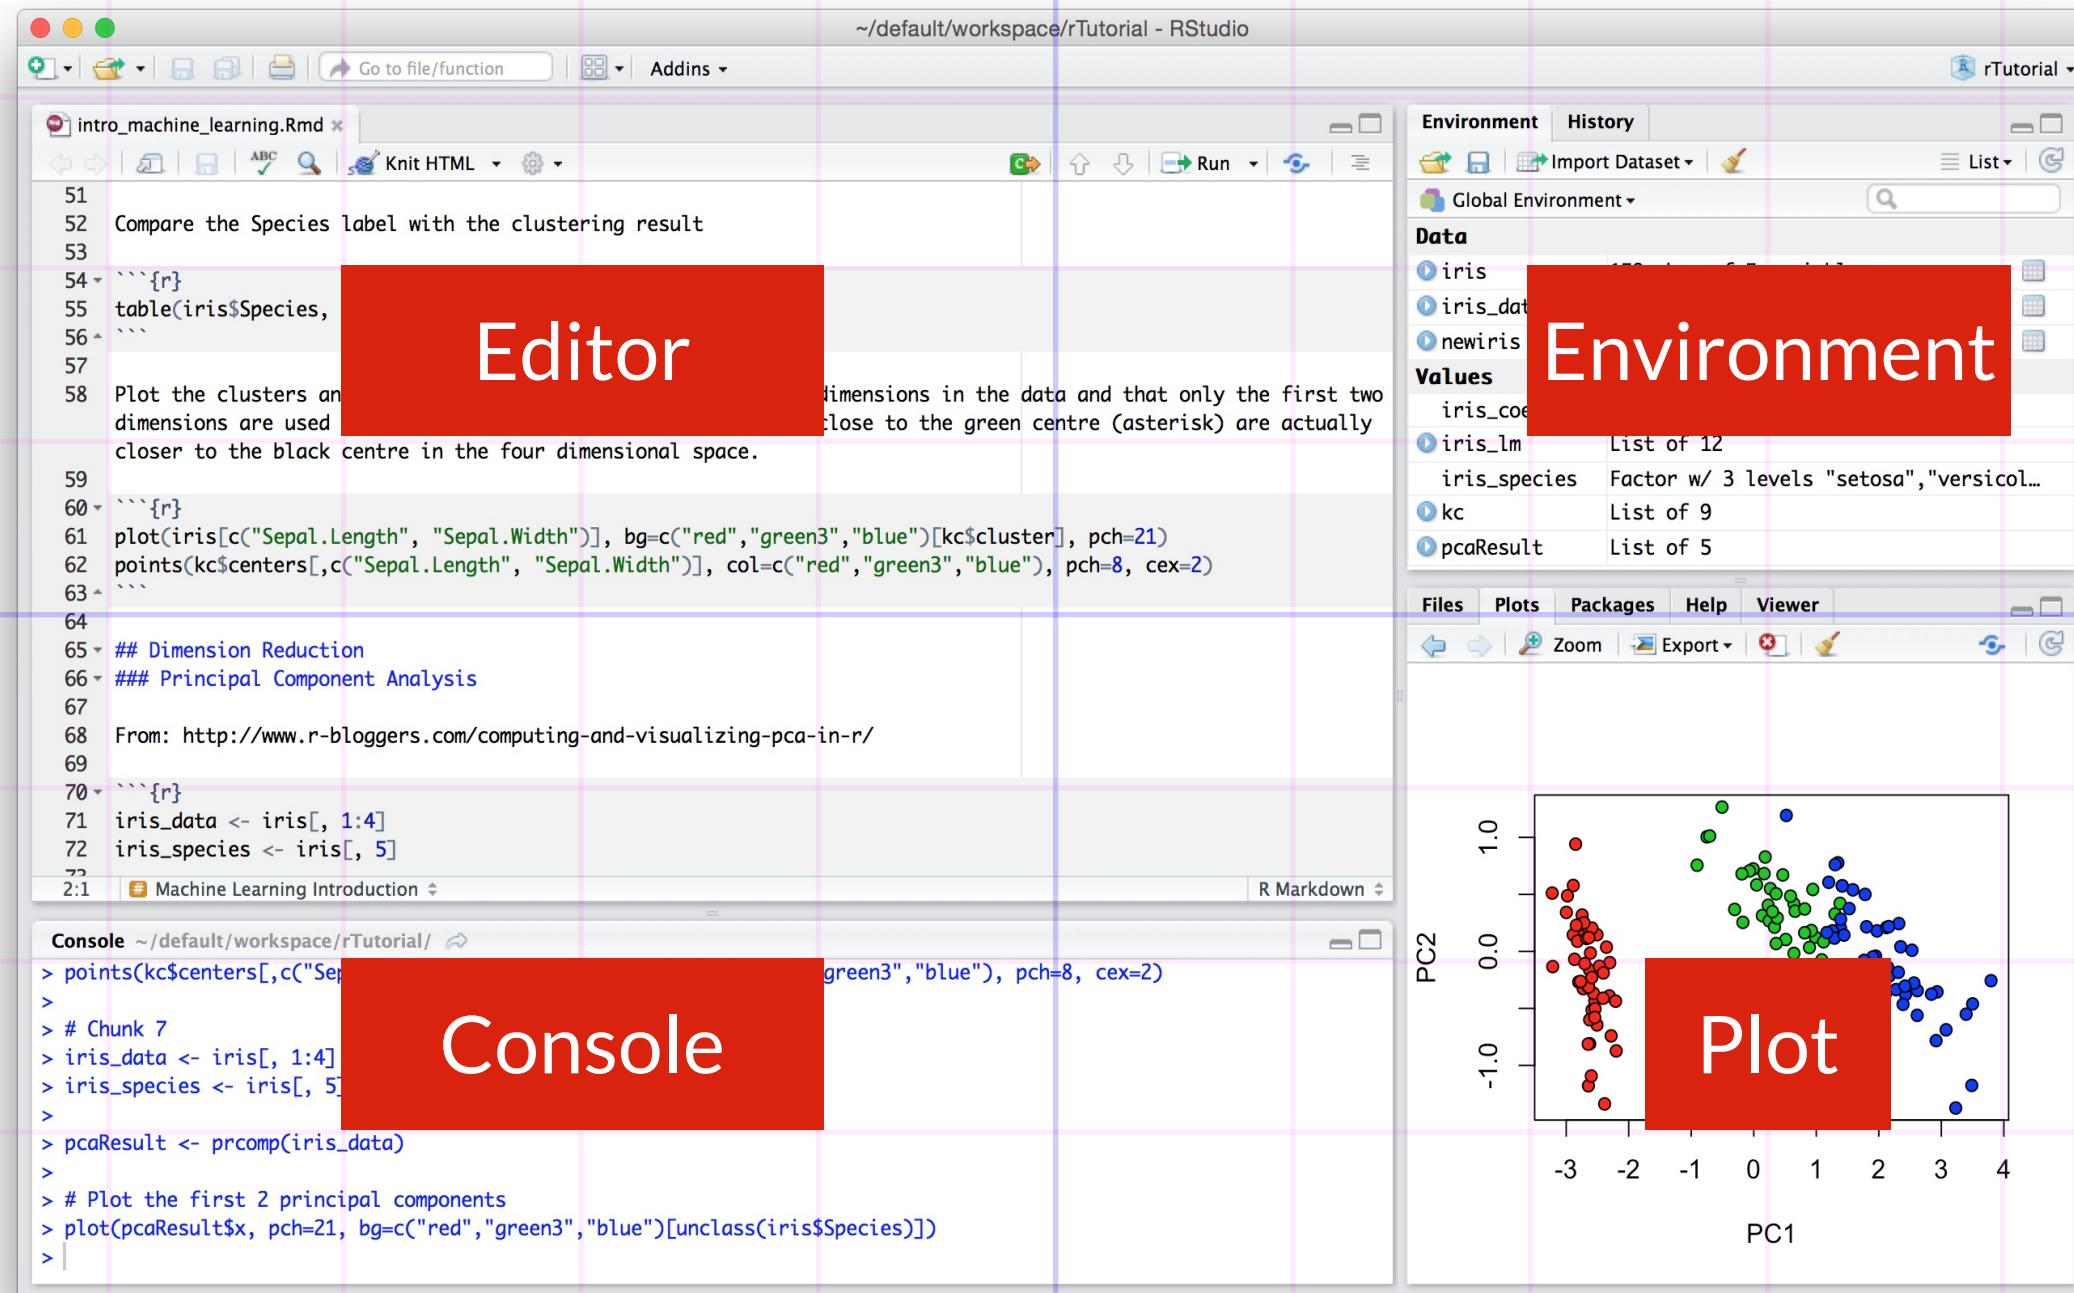 ~/default/workspace/rTutorial - RStudio
Go to file/function
Addins
rTutorial
intro_machine_learning.Rmd
ABC
Knit HTML
Run
51
52 Compare the Species label with the clustering result
53
54 ```{r}
55 table(iris$Species,
56 ```
57
58 Plot the clusters an dimensions in the data and that only the first two
dimensions are used close to the green centre (asterisk) are actually
closer to the black centre in the four dimensional space.
59
60 ```{r}
61 plot(iris[c("Sepal.Length", "Sepal.Width")], bg=c("red","green3","blue")[kc$cluster], pch=21)
62 points(kc$centers[,c("Sepal.Length", "Sepal.Width")], col=c("red","green3","blue"), pch=8, cex=2)
63 ```
64
65 ## Dimension Reduction
66 ### Principal Component Analysis
67
68 From: http://www.r-bloggers.com/computing-and-visualizing-pca-in-r/
69
70 ```{r}
71 iris_data <- iris[, 1:4]
72 iris_species <- iris[, 5]
2:1 # Machine Learning Introduction
R Markdown
Editor
Console ~/default/workspace/rTutorial/
> points(kc$centers[,c("Sep green3","blue"), pch=8, cex=2)
>
> # Chunk 7
> iris_data <- iris[, 1:4]
> iris_species <- iris[, 5]
>
> pcaResult <- prcomp(iris_data)
>
> # Plot the first 2 principal components
> plot(pcaResult$x, pch=21, bg=c("red","green3","blue")[unclass(iris$Species)])
>
Console
Environment History
Import Dataset
List
Global Environment
Data
iris
iris_dat
newiris
Values
iris_coe
iris_lm List of 12
iris_species Factor w/ 3 levels "setosa","versicol…
kc List of 9
pcaResult List of 5
Environment
Files Plots Packages Help Viewer
Zoom Export
1.0
0.0
-1.0
PC2
-3 -2 -1 0 1 2 3 4
PC1
Plot